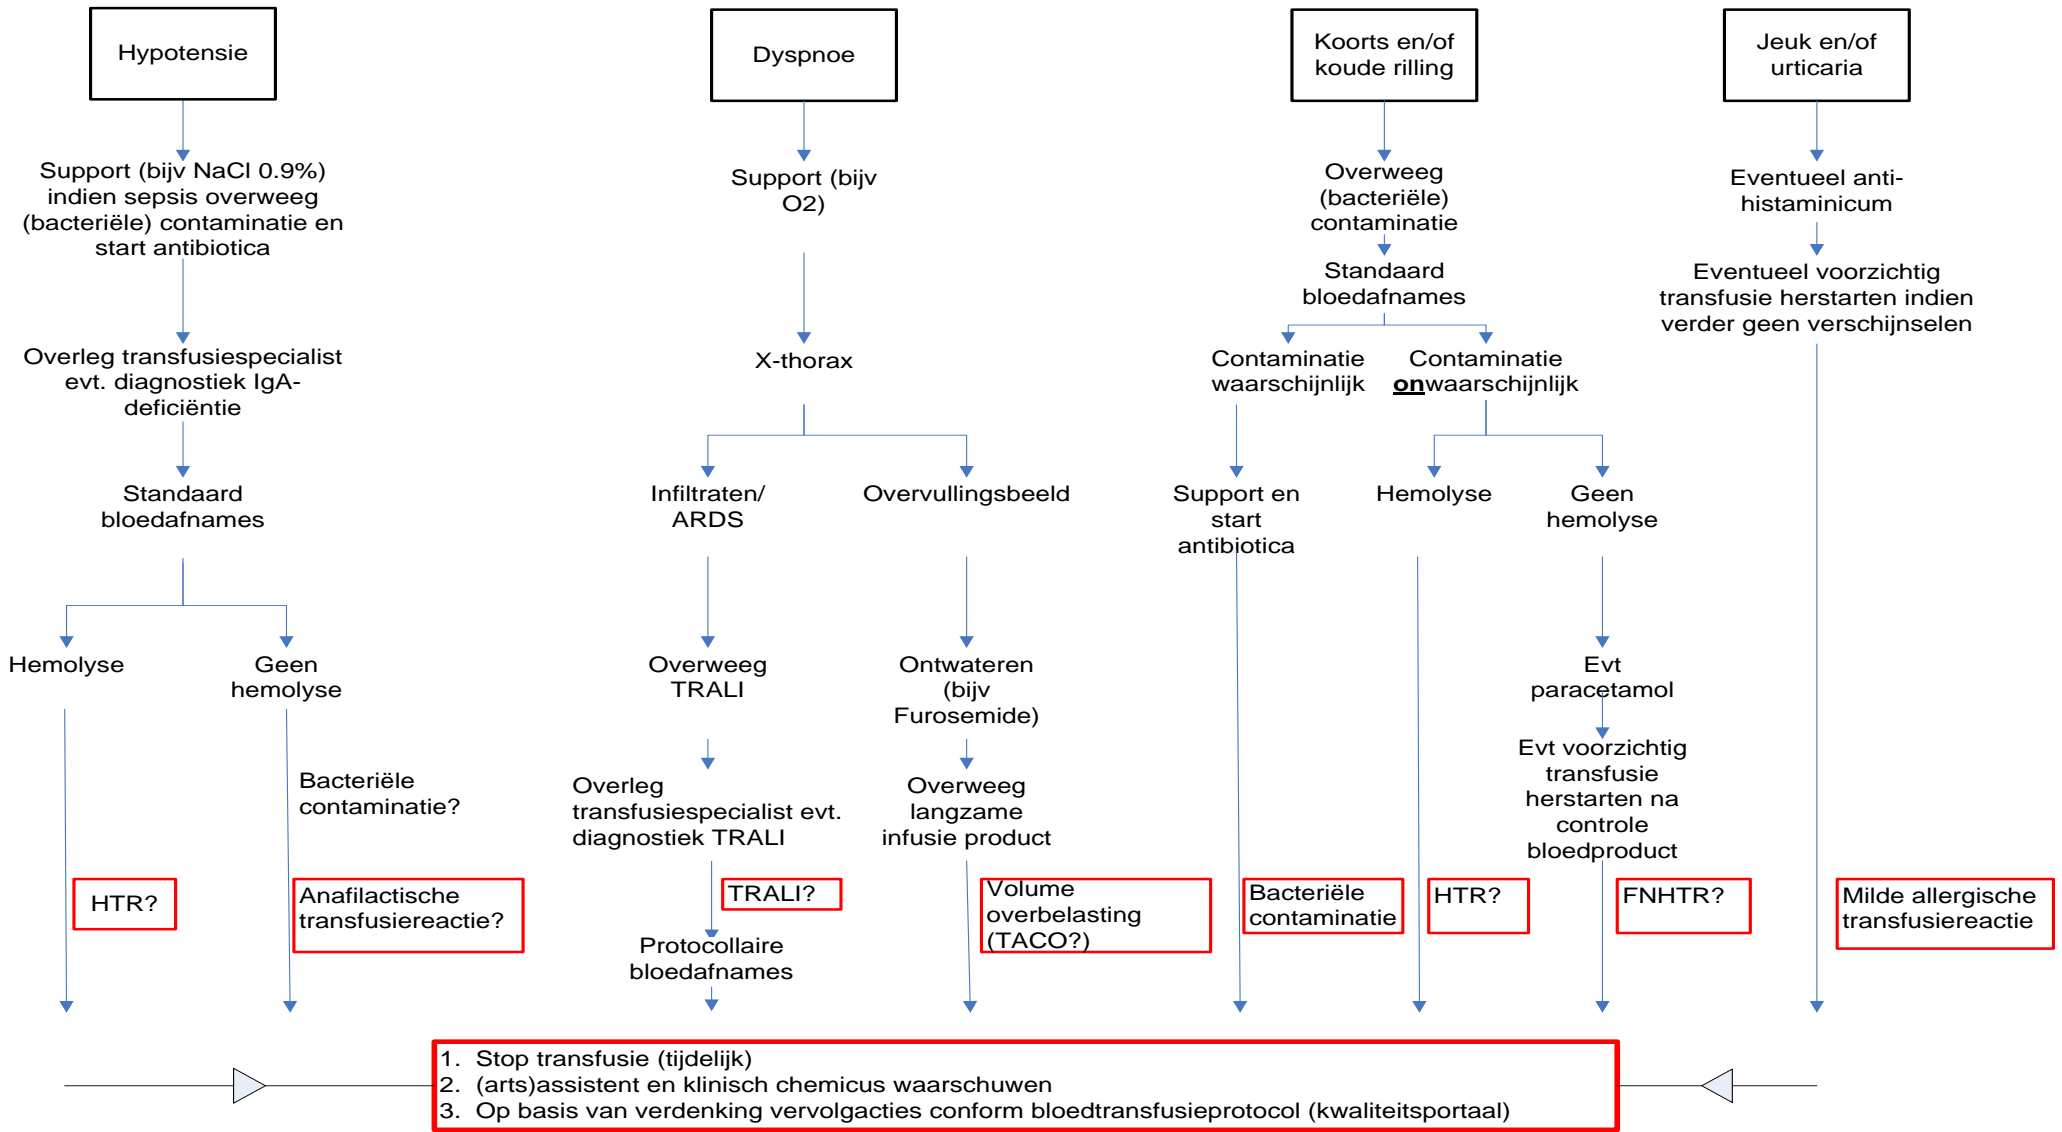 Hypotensie
Support (bijv NaCl 0.9%)
indien sepsis overweeg
(bacteriële) contaminatie en
start antibiotica
Overleg transfusiespecialist
evt. diagnostiek IgA-
deficiëntie
Standaard
bloedafnames
Hemolyse
Geen
hemolyse
Bacteriële
contaminatie?
HTR?
Anafilactische
transfusiereactie?
Dyspnoe
Support (bijv
O2)
X-thorax
Infiltraten/
ARDS
Overweeg
TRALI
Overleg
transfusiespecialist evt.
diagnostiek TRALI
TRALI?
Protocollaire
bloedafnames
Overvullingsbeeld
Ontwateren
(bijv
Furosemide)
Overweeg
langzame
infusie product
Volume
overbelasting
(TACO?)
Koorts en/of
koude rilling
Overweeg
(bacteriële)
contaminatie
Standaard
bloedafnames
Contaminatie
waarschijnlijk
Support en
start
antibiotica
Bacteriële
contaminatie
Contaminatie
onwaarschijnlijk
Hemolyse
HTR?
Geen
hemolyse
Evt
paracetamol
Evt voorzichtig
transfusie
herstarten na
controle
bloedproduct
FNHTR?
Jeuk en/of
urticaria
Eventueel anti-
histaminicum
Eventueel voorzichtig
transfusie herstarten indien
verder geen verschijnselen
Milde allergische
transfusiereactie
1. Stop transfusie (tijdelijk)
2. (arts)assistent en klinisch chemicus waarschuwen
3. Op basis van verdenking vervolgacties conform bloedtransfusieprotocol (kwaliteitsportaal)